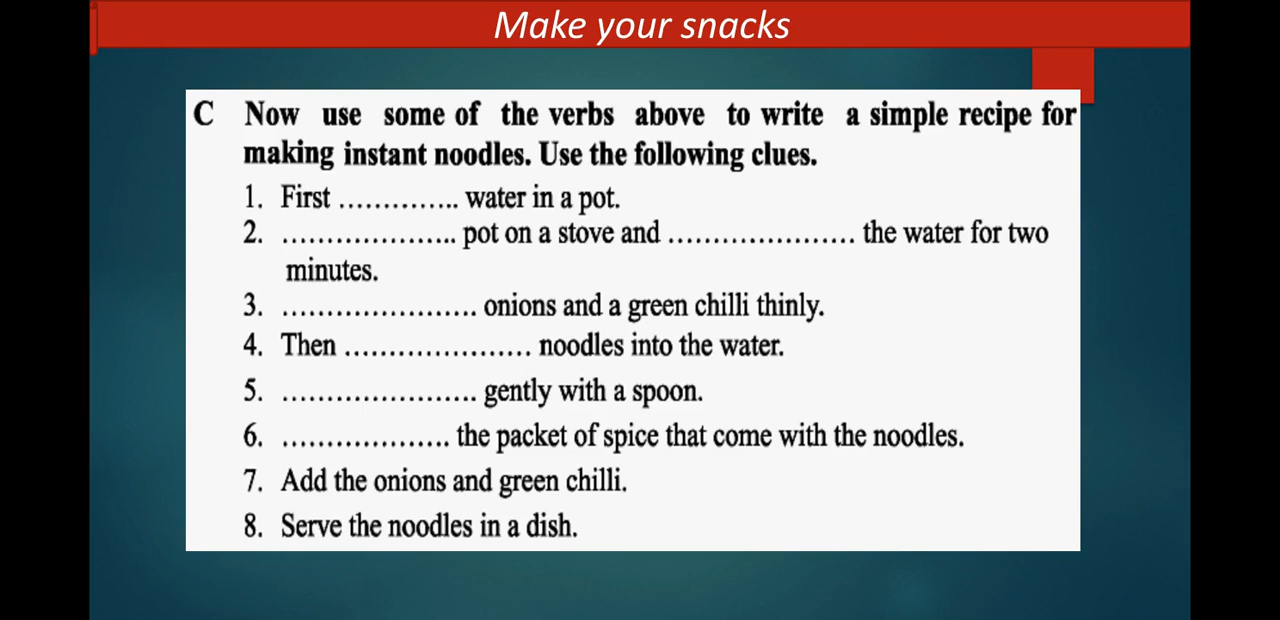 Make your snacks
C Now use some of the verbs above to write a simple recipe for
making instant noodles. Use the following clues.
1. First ………….. water in a pot.
2. ……………….. pot on a stove and ………………… the water for two
minutes.
3. …………………. onions and a green chilli thinly.
4. Then ………………… noodles into the water.
5. …………………. gently with a spoon.
6. ………………. the packet of spice that come with the noodles.
7. Add the onions and green chilli.
8. Serve the noodles in a dish.